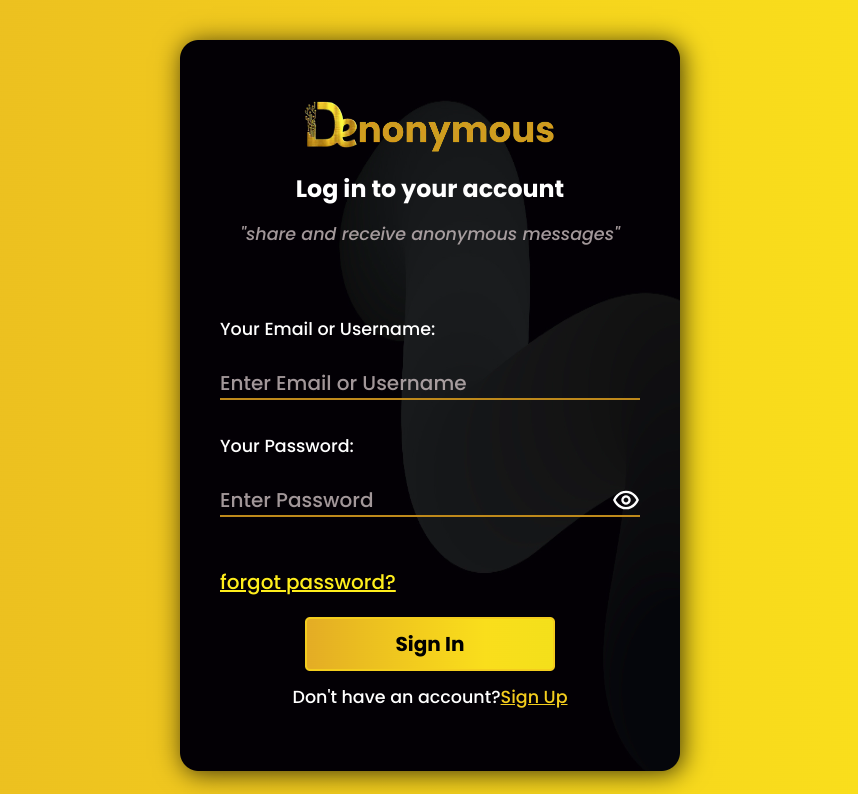 Denonymous
Log in to your account
"share and receive anonymous messages"
Your Email or Username:
Enter Email or Username
Your Password:
Enter Password
forgot password?
Sign In
Don't have an account?Sign Up